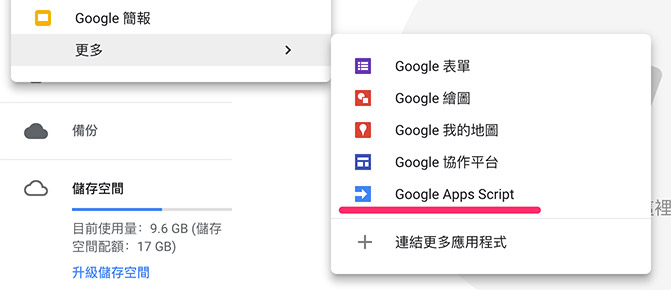 Google 簡報
更多
Google 表單
Google 繪圖
Google 我的地圖
Google 協作平台
Google Apps Script
連結更多應用程式
備份
儲存空間
目前使用量：9.6 GB (儲存
空間配額：17 GB)
升級儲存空間
這裡